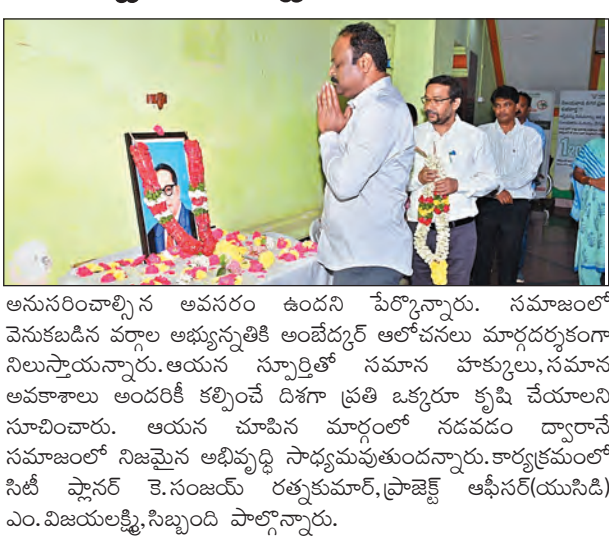 అనుసరించాల్సి న అవసరం ఉందని పేర్కొన్నారు. సమాజంలో
వెనుకబడిన వర్గాల అభ్యున్నతికి అంబేద్కర్ ఆలోచనలు మార్గదర్శకంగా
నిలుస్తాయన్నారు.ఆయన స్ఫూర్తితో సమాన హక్కులు,సమాన
అవకాశాలు అందరికీ కల్పించే దిశగా ప్రతి ఒక్కరూ కృషి చేయాలని
సూచించారు. ఆయన చూపిన మార్గంలో నడవడం ద్వారానే
సమాజంలో నిజమైన అభివృద్ధి సాధ్యమవుతుందన్నారు.కార్యక్రమంలో
సిటీ ప్లానర్ కె.సంజయ్ రత్నకుమార్,ప్రాజెక్ట్ ఆఫీసర్(యుసిడి)
ఎం.విజయలక్ష్మి,సిబ్బంది పాల్గొన్నారు.